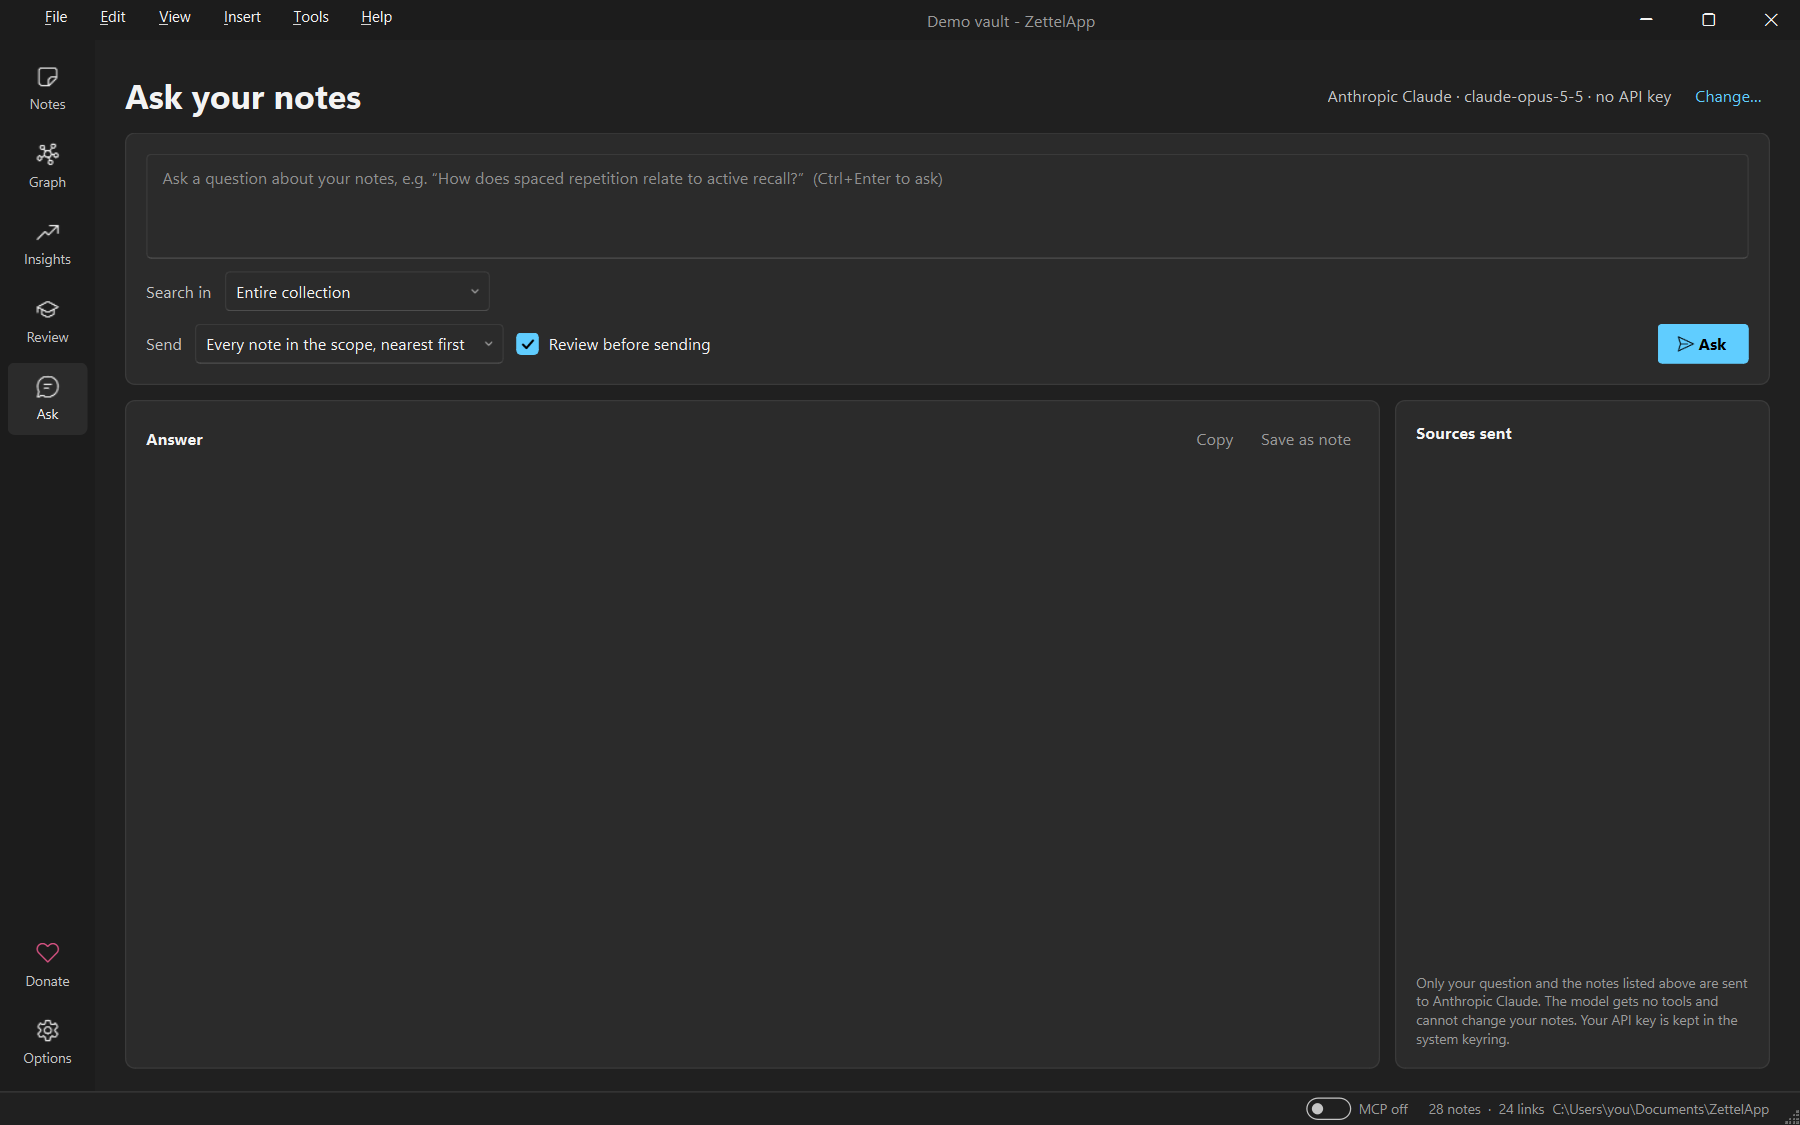 File Edit View Insert Tools Help
Demo vault - ZettelApp
Notes
Graph
Insights
Review
Ask
Donate
Options
Ask your notes
Anthropic Claude · claude-opus-5-5 · no API key Change...
Ask a question about your notes, e.g. “How does spaced repetition relate to active recall?” (Ctrl+Enter to ask)
Search in Entire collection
Send Every note in the scope, nearest first Review before sending
Ask
Answer Copy Save as note
Sources sent
Only your question and the notes listed above are sent
to Anthropic Claude. The model gets no tools and
cannot change your notes. Your API key is kept in the
system keyring.
MCP off 28 notes · 24 links C:\Users\you\Documents\ZettelApp